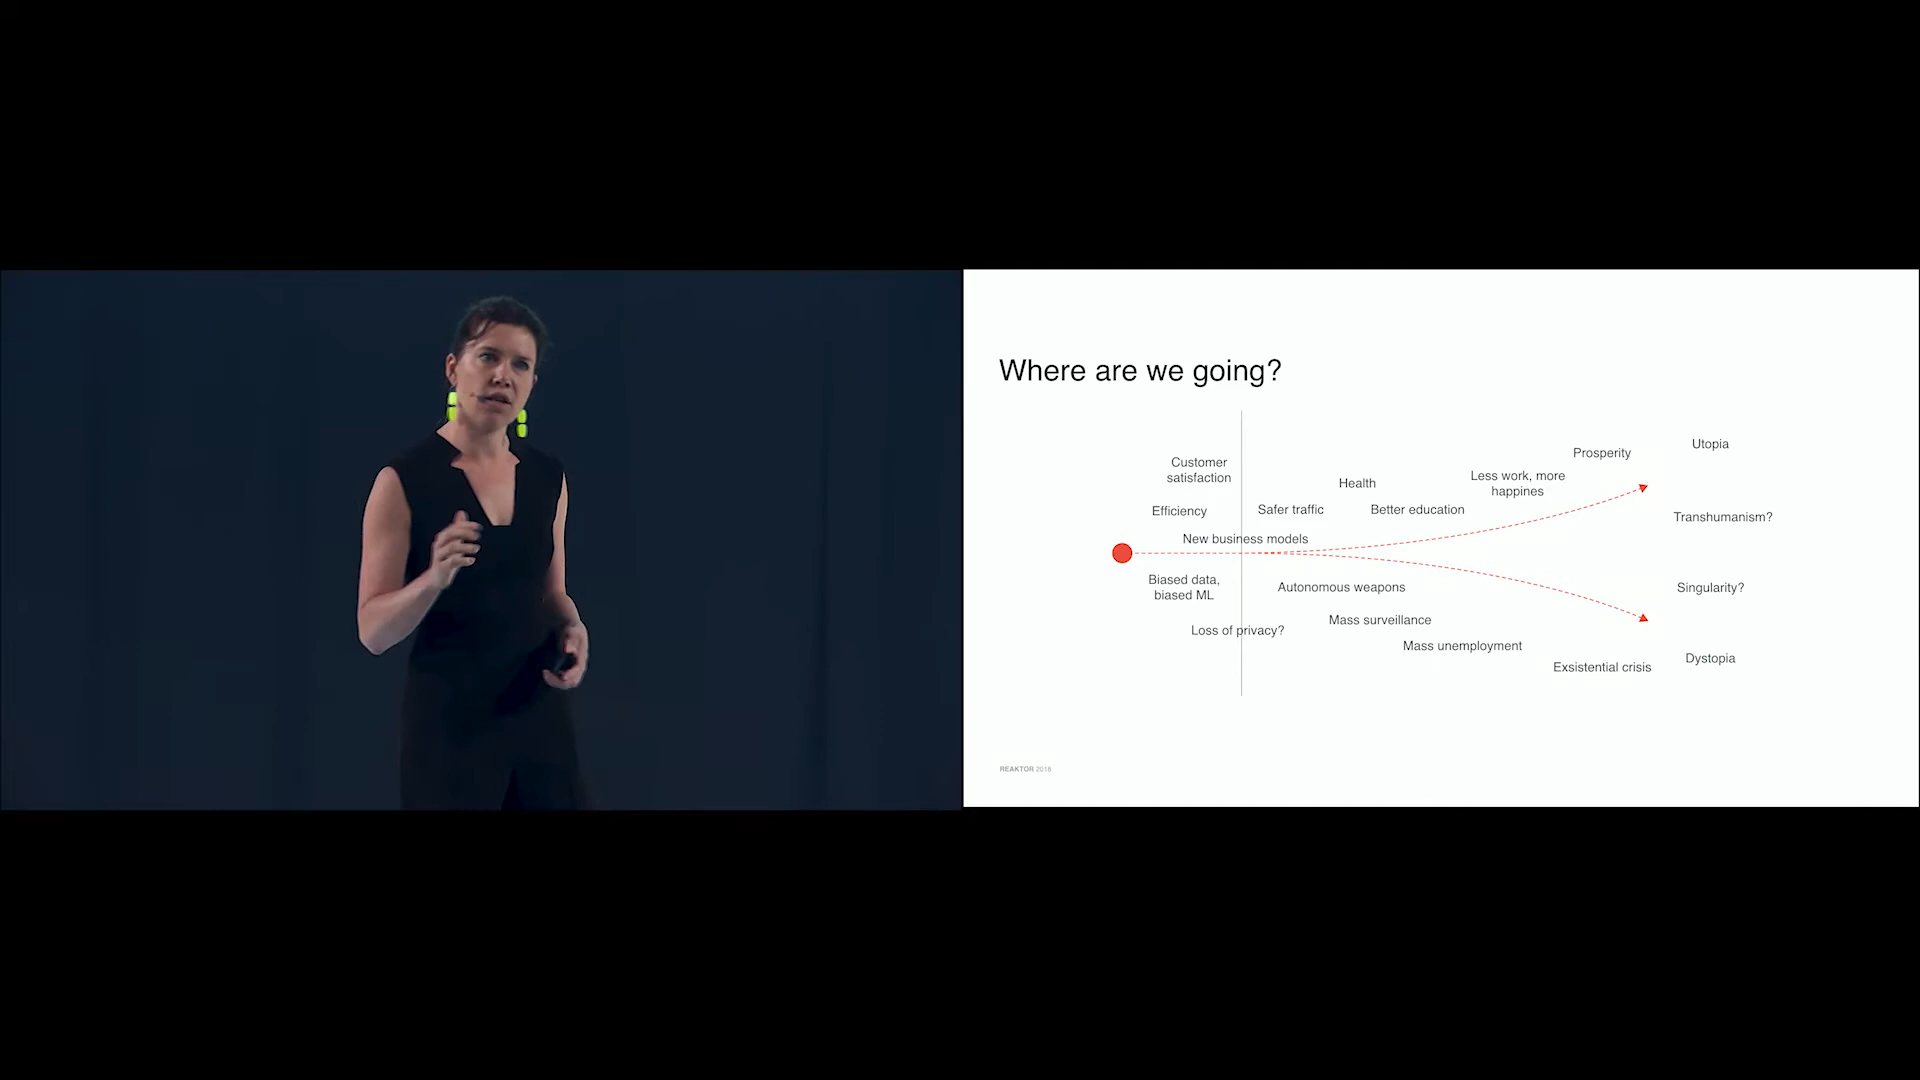 Where are we going?
Utopia
Prosperity
Customer
satisfaction
Less work, more
happines
Health
Efficiency
Safer traffic
Better education
Transhumanism?
New business models
Biased data,
biased ML
Autonomous weapons
Singularity?
Mass surveillance
Loss of privacy?
Mass unemployment
Dystopia
Exsistential crisis
REAKTOR 2018